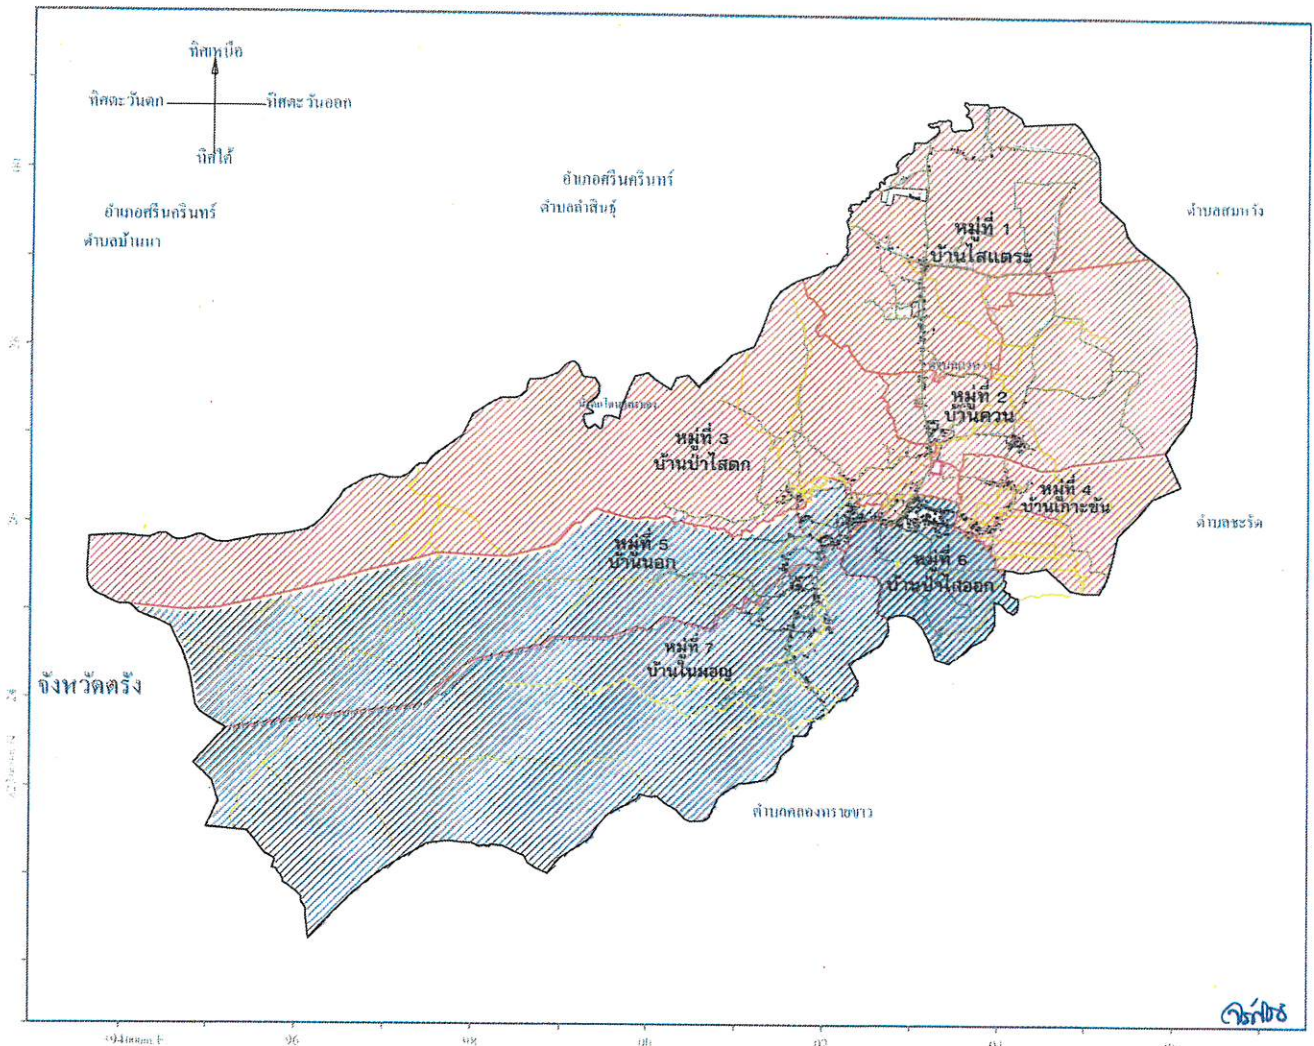 ทิศเหนือ
ทิศตะวันตก
ทิศตะวันออก
ทิศใต้
อำเภอศรีนครินทร์
ตำบลบ้านนา
อำเภอศรีนครินทร์
ตำบลลำสินธุ์
ตำบลสมหวัง
หมู่ที่ 1
บ้านไสแตระ
หมู่ที่ 2
บ้านควน
หมู่ที่ 3
บ้านป่าไสตก
หมู่ที่ 4
บ้านเกาะขัน
ตำบลชะรัด
หมู่ที่ 5
บ้านนอก
หมู่ที่ 6
บ้านป่าไสออก
หมู่ที่ 7
บ้านในมอญ
จังหวัดตรัง
ตำบลคลองทรายขาว